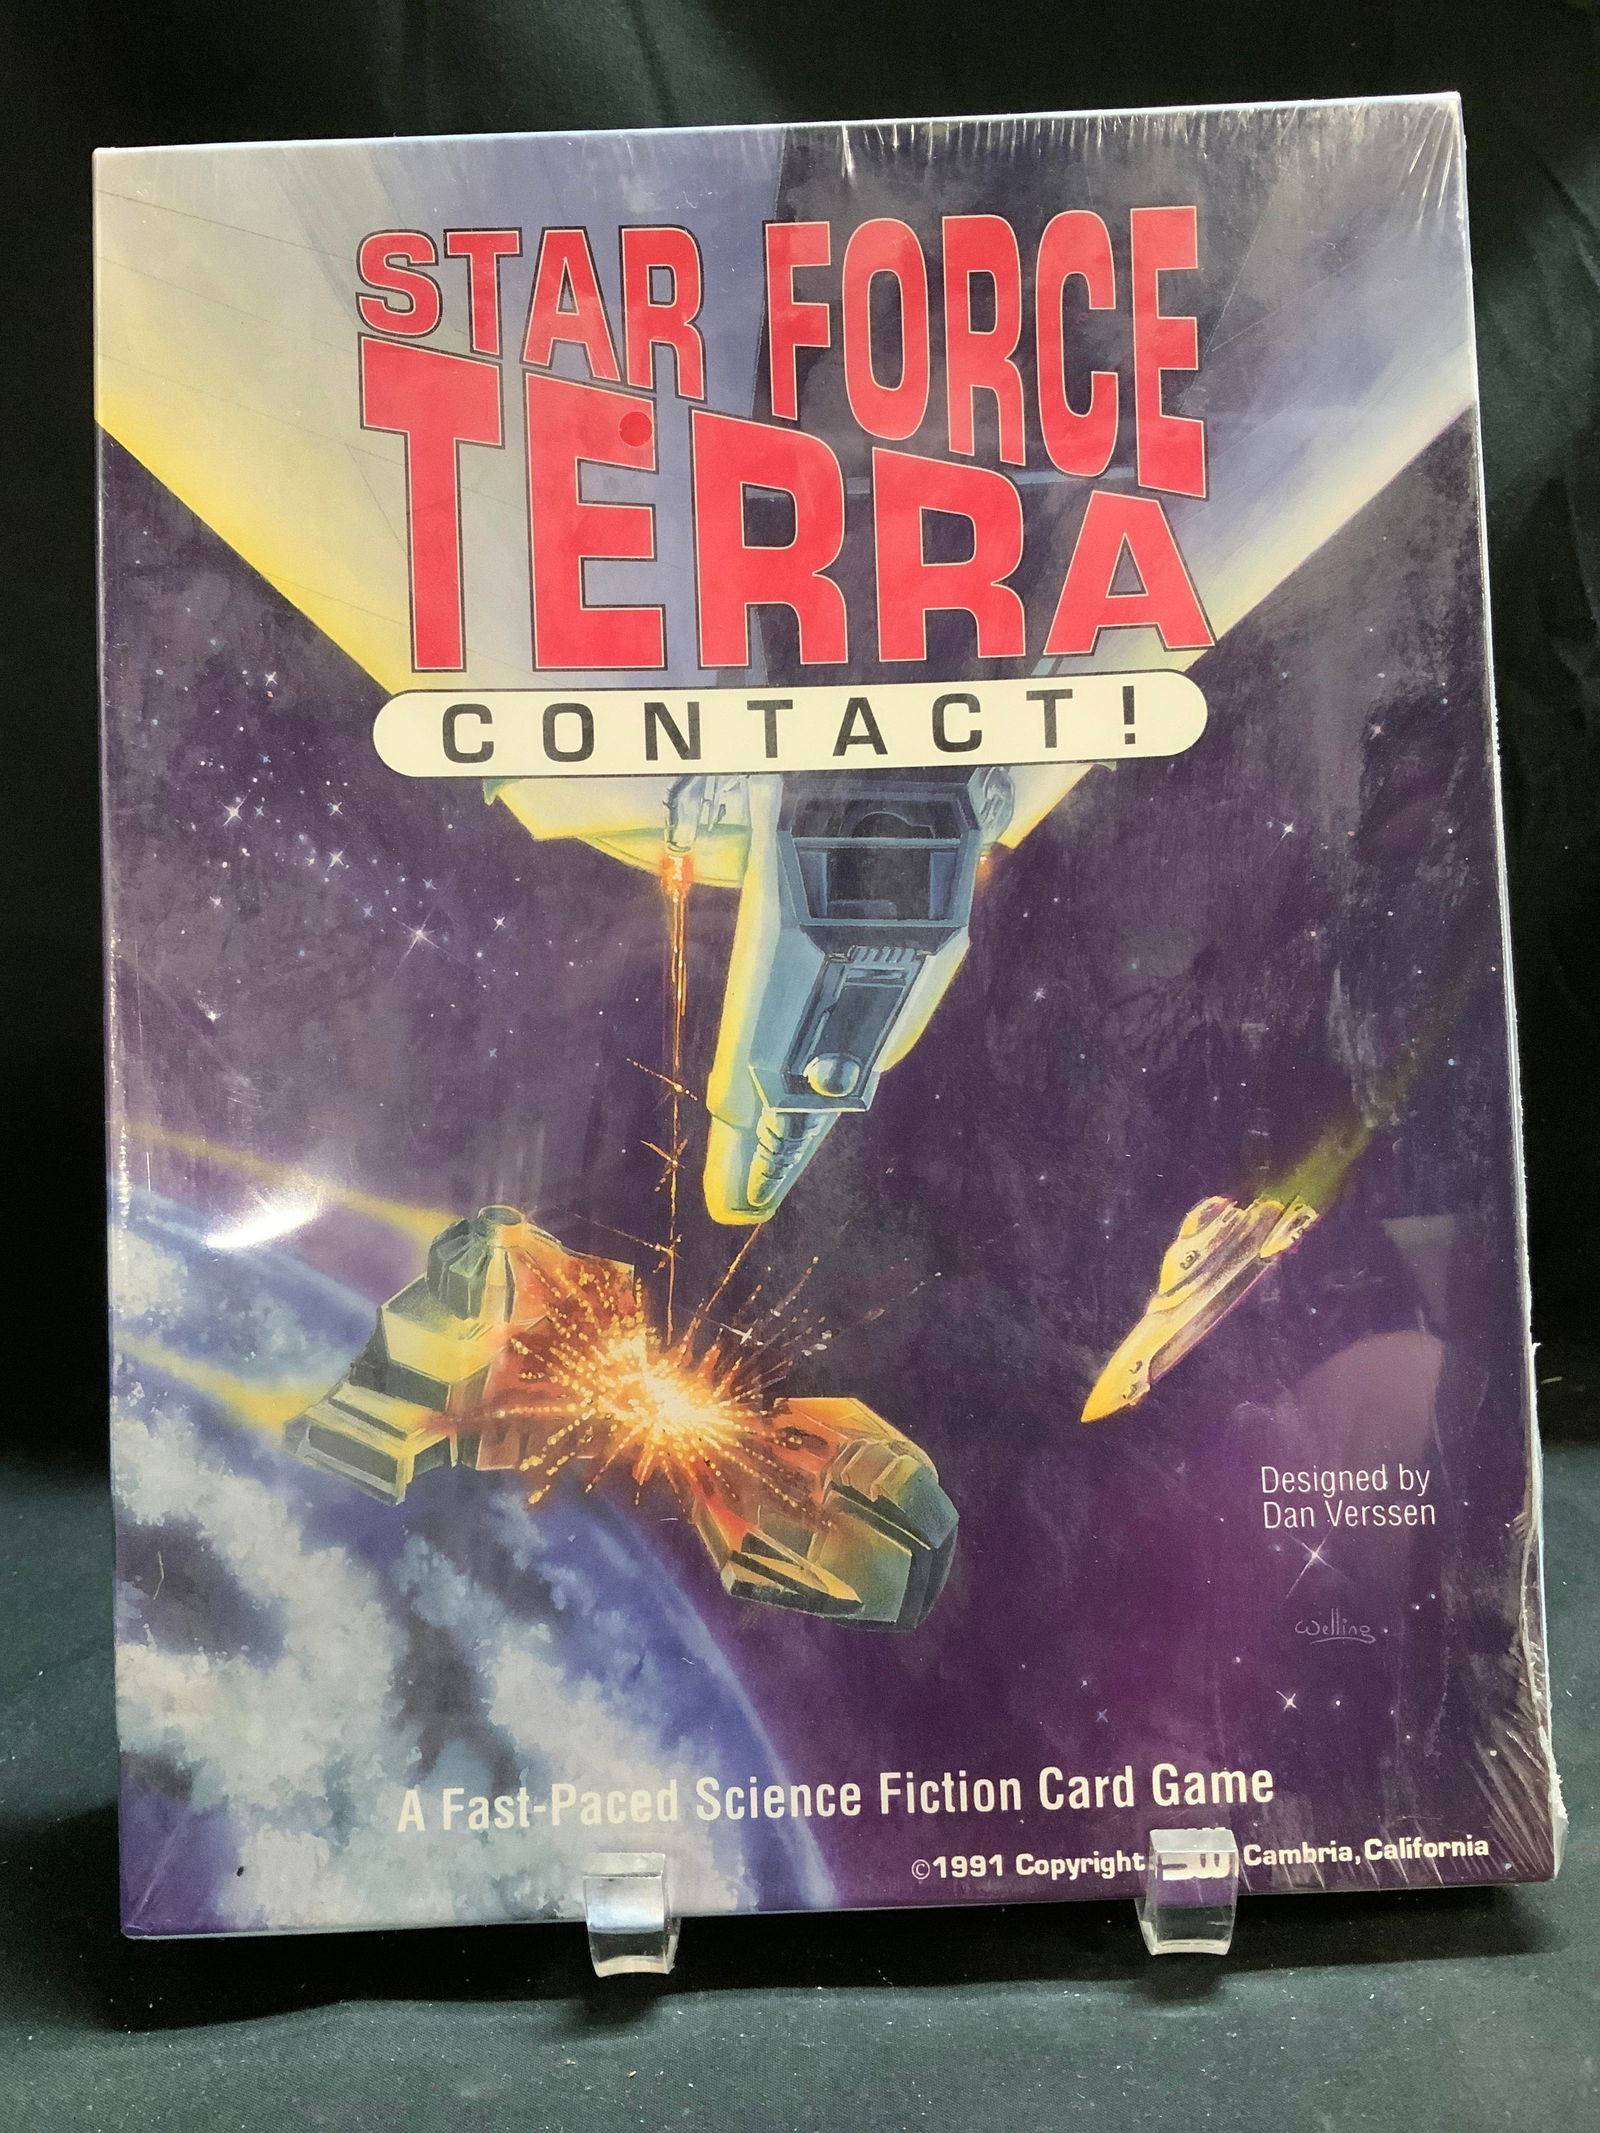 STAR FORCE
TERRA
CONTACT!
Designed by
Dan Verssen
Welling
A Fast-Paced Science Fiction Card Game
©1991 Copyright Cambria, California